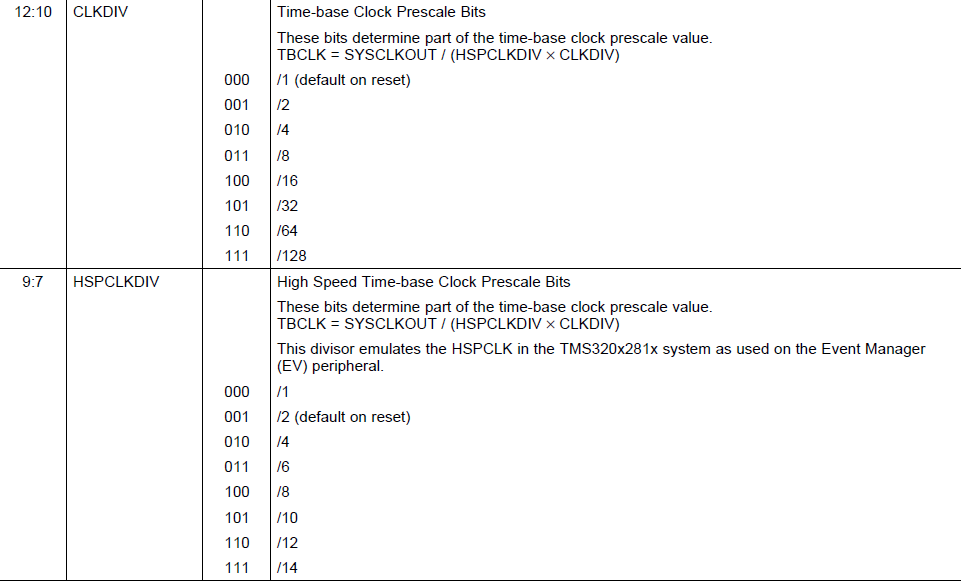 12:10 CLKDIV Time-base Clock Prescale Bits
These bits determine part of the time-base clock prescale value.
TBCLK = SYSCLKOUT / (HSPCLKDIV × CLKDIV)
000 /1 (default on reset)
001 /2
010 /4
011 /8
100 /16
101 /32
110 /64
111 /128
9:7 HSPCLKDIV High Speed Time-base Clock Prescale Bits
These bits determine part of the time-base clock prescale value.
TBCLK = SYSCLKOUT / (HSPCLKDIV × CLKDIV)
This divisor emulates the HSPCLK in the TMS320x281x system as used on the Event Manager
(EV) peripheral.
000 /1
001 /2 (default on reset)
010 /4
011 /6
100 /8
101 /10
110 /12
111 /14